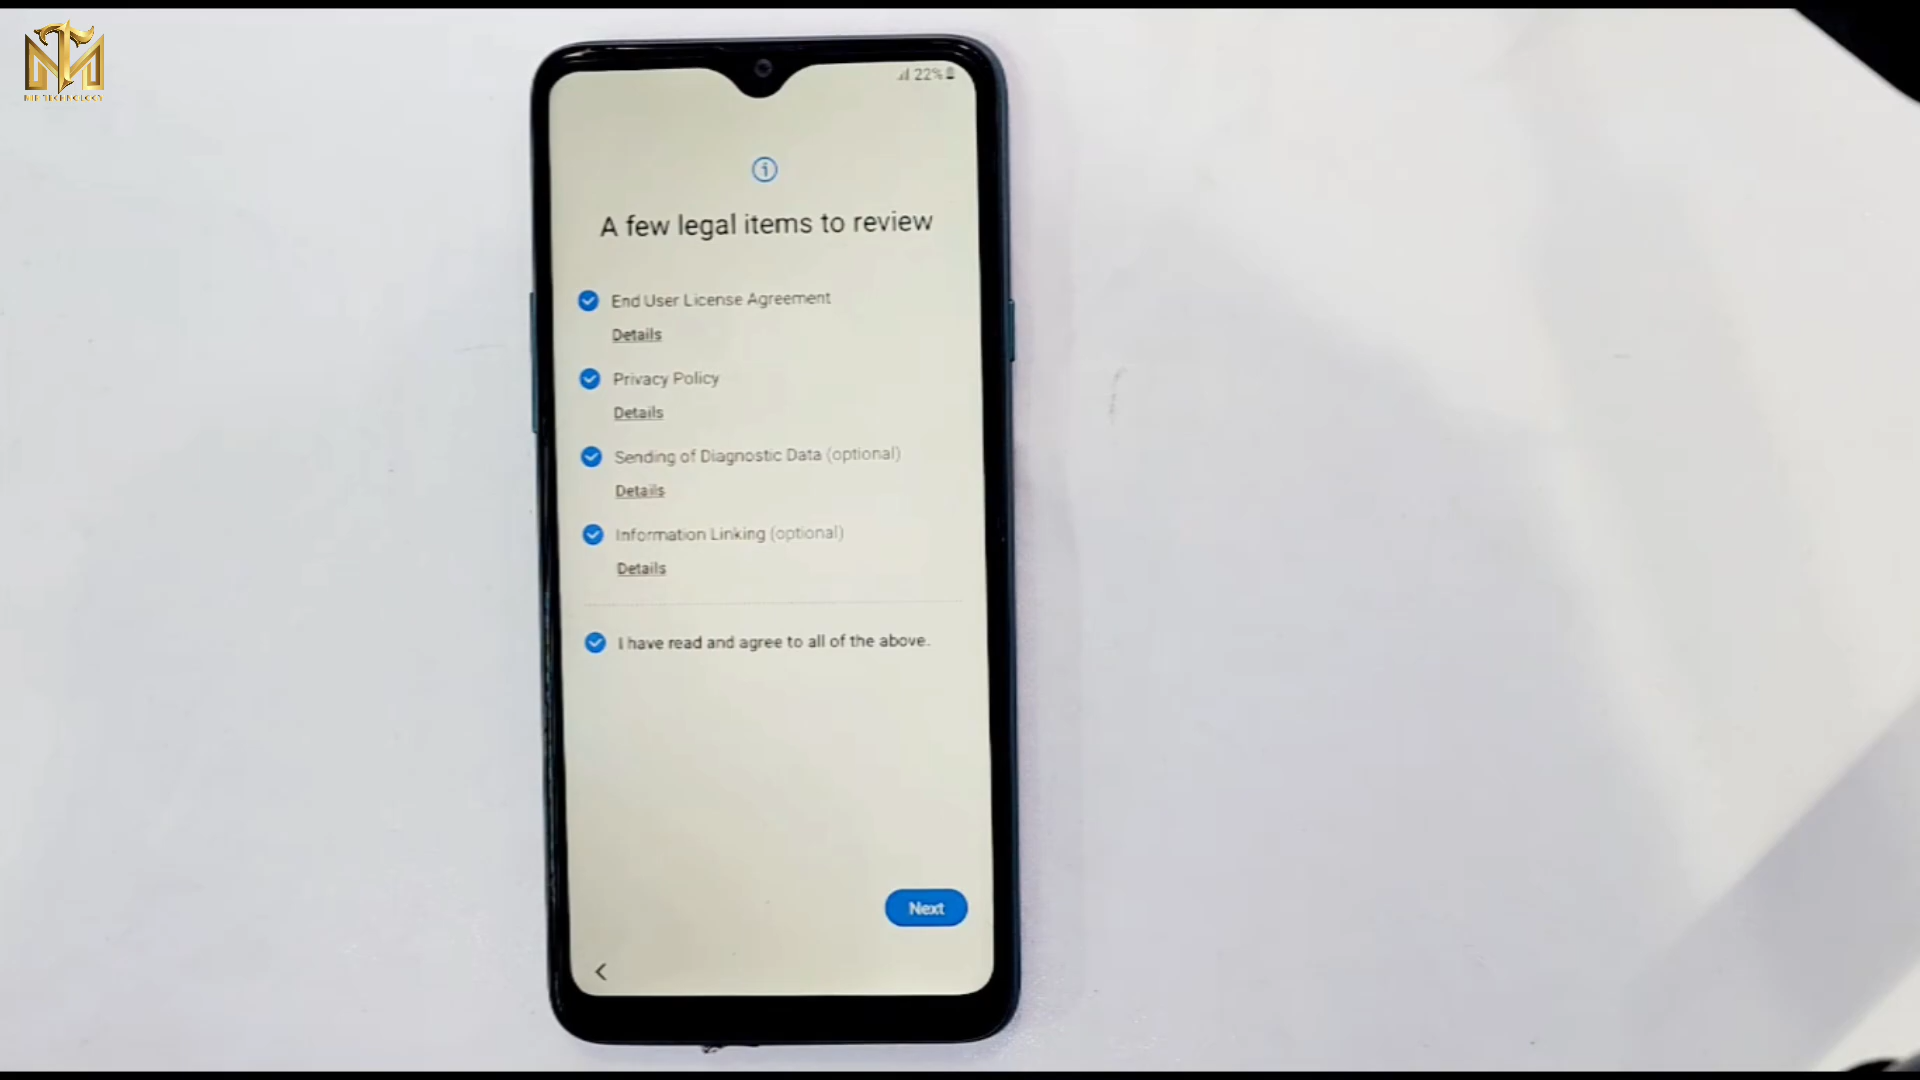 22%
A few legal items to review
End User License Agreement
Details
Privacy Policy
Details
Sending of Diagnostic Data (optional)
Details
Information Linking (optional)
Details
I have read and agree to all of the above.
Next